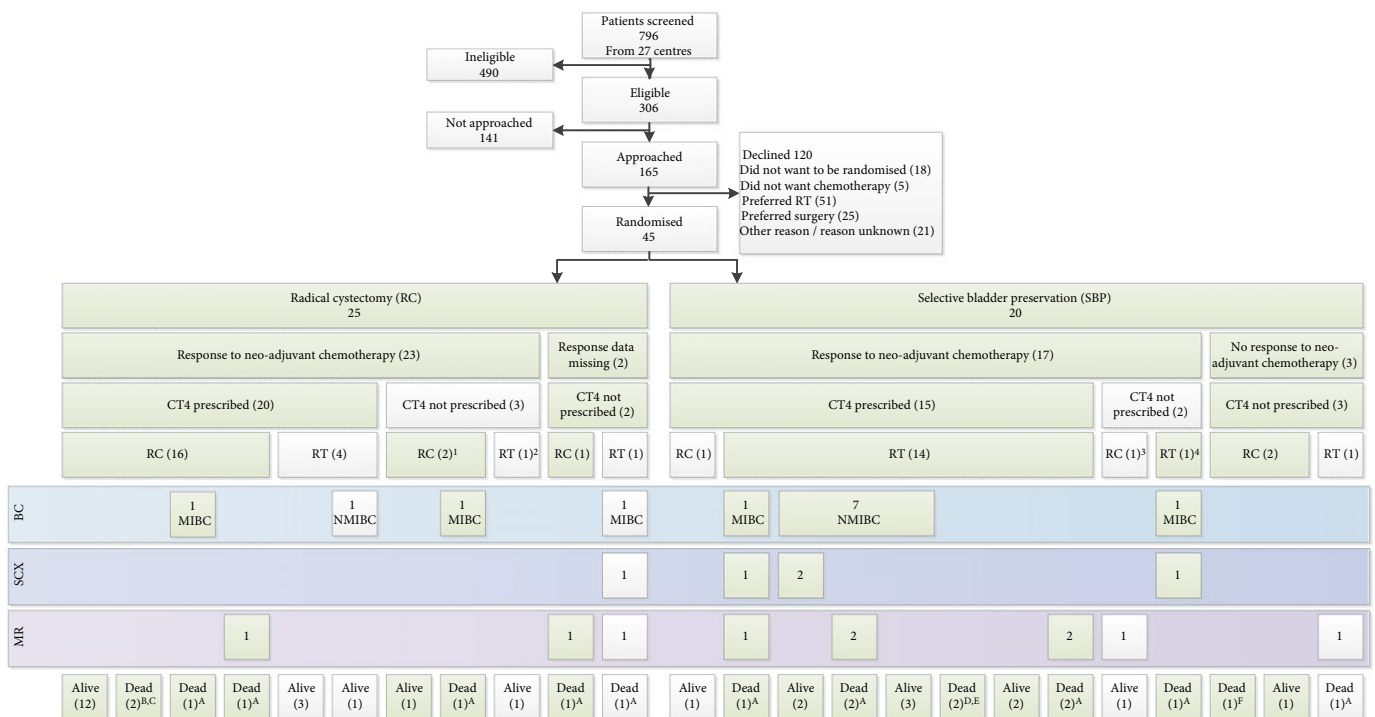 Patients screened
796
From 27 centres
Ineligible
490
Eligible
306
Not approached
141
Approached
165
Declined 120
Did not want to be randomised (18)
Did not want chemotherapy (5)
Preferred RT (51)
Preferred surgery (25)
Other reason / reason unknown (21)
Randomised
45
Radical cystectomy (RC)
25
Selective bladder preservation (SBP)
20
Response to neo-adjuvant chemotherapy (23)
Response data
missing (2)
Response to neo-adjuvant chemotherapy (17)
No response to neo-
adjuvant chemotherapy (3)
CT4 prescribed (20)
CT4 not prescribed (3)
CT4 not
prescribed (2)
CT4 prescribed (15)
CT4 not
prescribed (2)
CT4 not prescribed (3)
RC (16)
RT (4)
RC (2)¹
RT (1)²
RC (1)
RT (1)
RC (1)
RT (14)
RC (1)³
RT (1)⁴
RC (2)
RT (1)
BC
1
MIBC
1
NMIBC
1
MIBC
1
MIBC
1
MIBC
7
NMIBC
1
MIBC
SCX
1
1
2
1
MR
1
1
1
1
2
2
1
1
Alive
(12)
Dead
(2)B,C
Dead
(1)A
Dead
(1)A
Alive
(3)
Alive
(1)
Alive
(1)
Dead
(1)A
Alive
(1)
Dead
(1)A
Dead
(1)A
Alive
(1)
Dead
(1)A
Alive
(2)
Dead
(2)A
Alive
(3)
Dead
(2)D,E
Alive
(2)
Dead
(2)A
Alive
(1)
Dead
(1)A
Dead
(1)F
Alive
(1)
Dead
(1)A